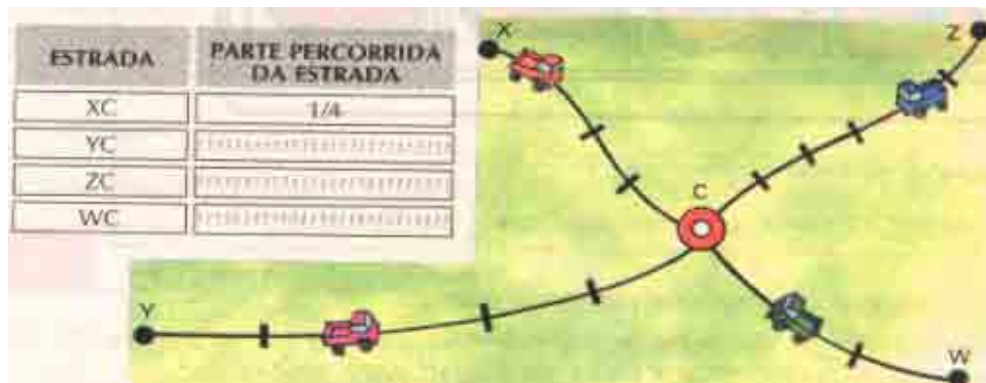 ESTRADA
PARTE PERCORRIDA
DA ESTRADA
XC
1/4
YC
ZC
WC
X
Z
C
Y
W